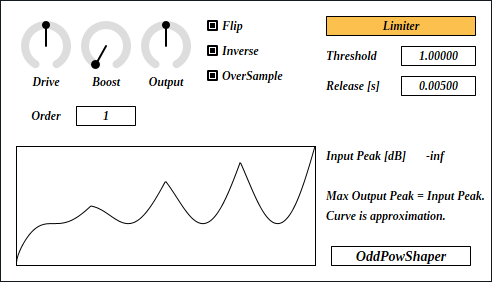 Drive
Boost
Output
Order
1
Flip
Inverse
OverSample
Limiter
Threshold
1.00000
Release [s]
0.00500
Input Peak [dB]
-inf
Max Output Peak = Input Peak.
Curve is approximation.
OddPowShaper